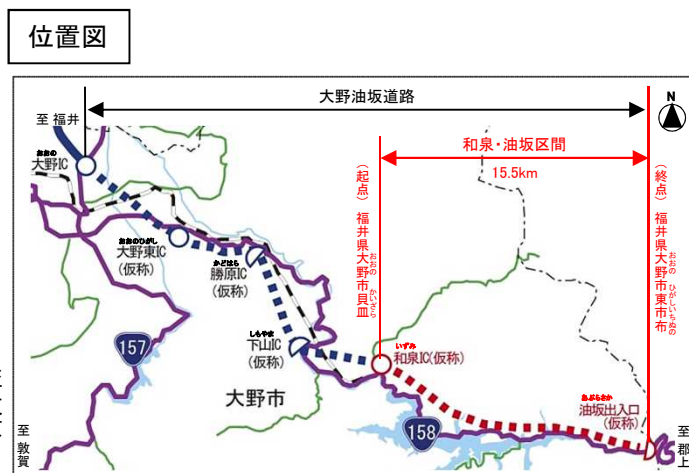 位置図
大野油坂道路
N
至 福井
和泉・油坂区間
15.5km
おおの
大野IC
(起点) 福井県大野市貝皿
おおの かいざら
(終点) 福井県大野市東市布
おおの ひがしいちぬの
おおのひがし
大野東IC
(仮称)
かどはら
勝原IC
(仮称)
しもやま
下山IC
(仮称)
いずみ
和泉IC(仮称)
157
大野市
158
あぶらさか
油坂出入口
(仮称)
至 敦賀
至 郡上